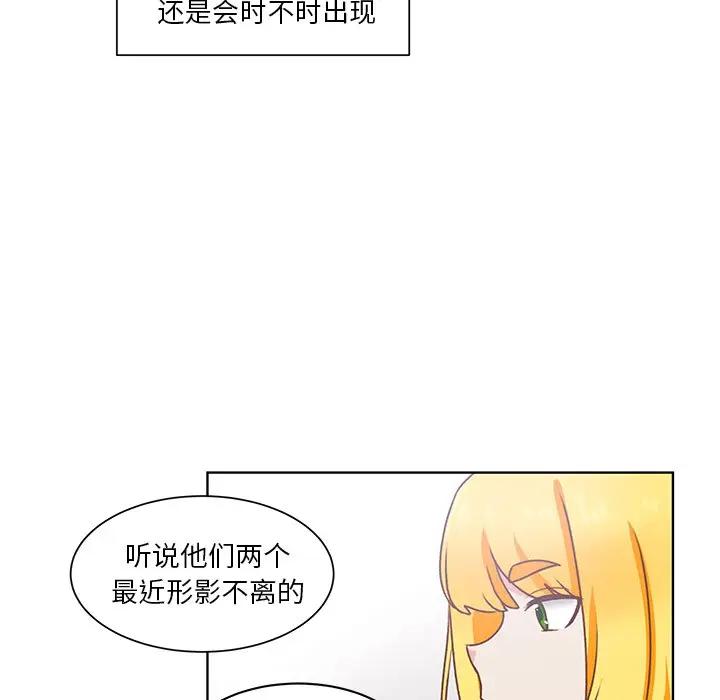 还是会时不时出现
听说他们两个
最近形影不离的